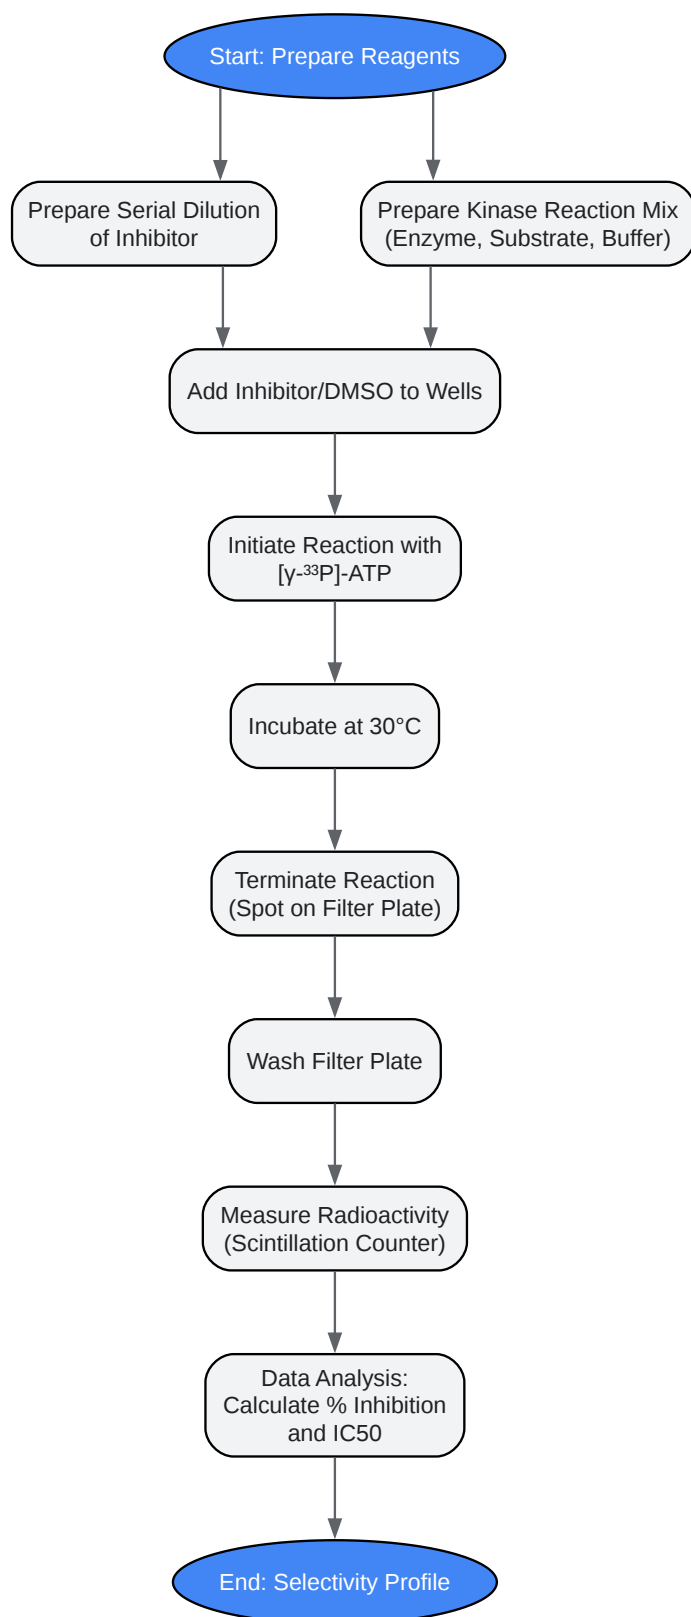 Start: Prepare Reagents
Prepare Serial Dilution
of Inhibitor
Prepare Kinase Reaction Mix
(Enzyme, Substrate, Buffer)
Add Inhibitor/DMSO to Wells
Initiate Reaction with
[γ-³³P]-ATP
Incubate at 30°C
Terminate Reaction
(Spot on Filter Plate)
Wash Filter Plate
Measure Radioactivity
(Scintillation Counter)
Data Analysis:
Calculate % Inhibition
and IC50
End: Selectivity Profile